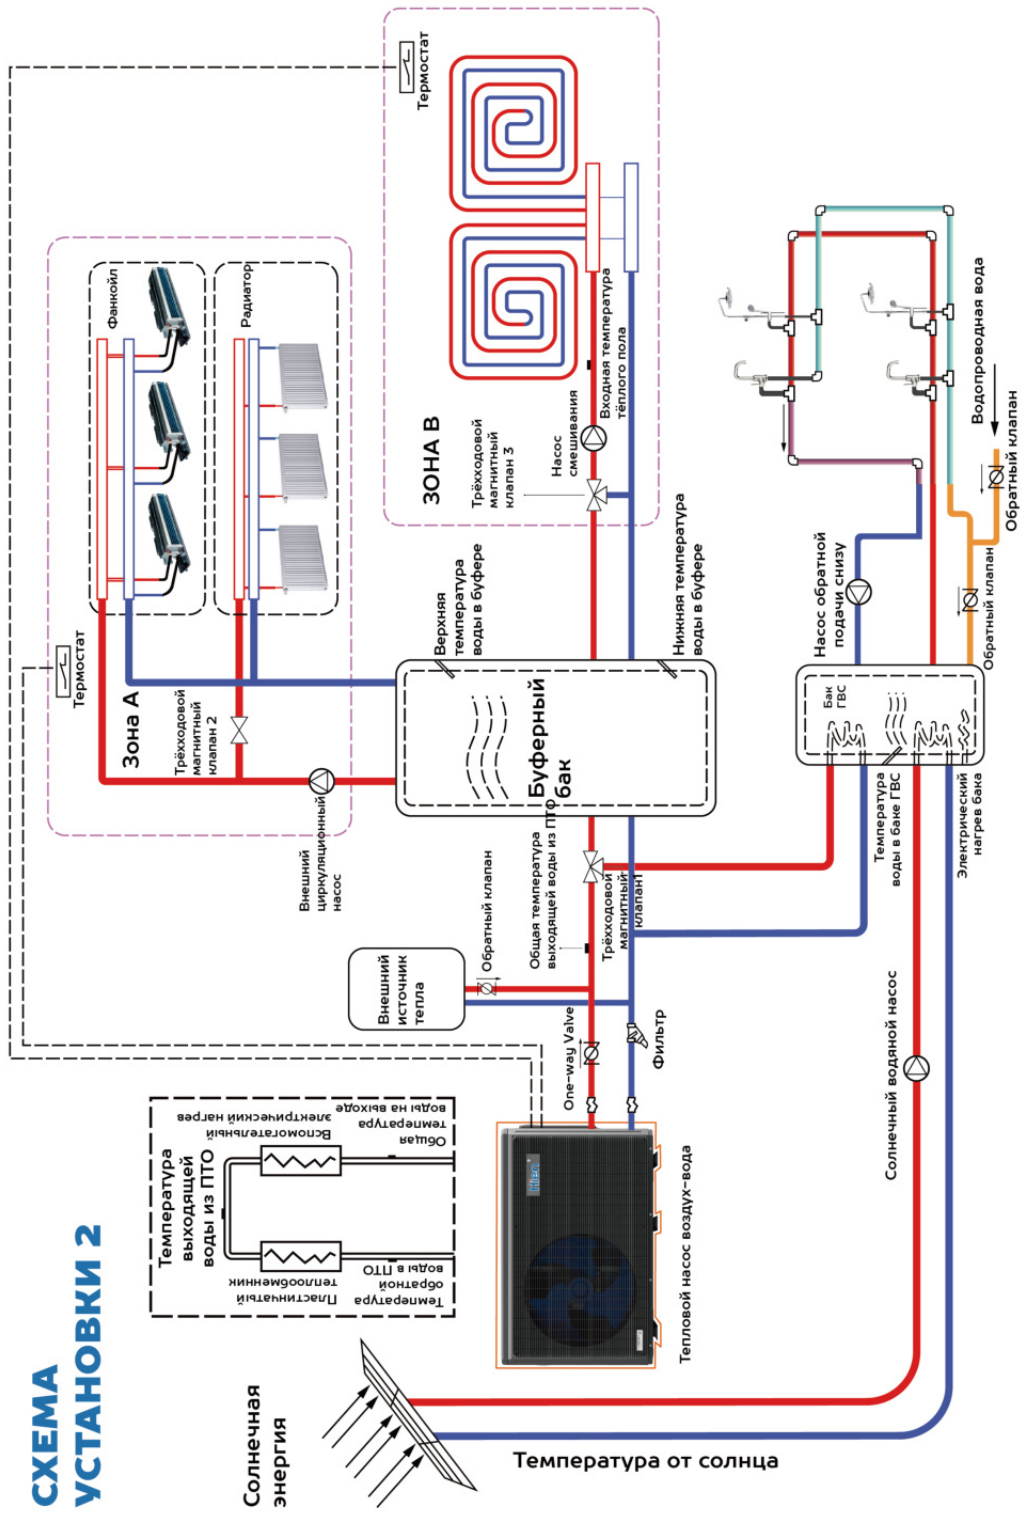 СХЕМА
УСТАНОВКИ 2
Солнечная
энергия
Температура от солнца
Температура
выходящей
воды из ПТО
Пластинчатый
теплообменник
Температура
обратной
воды в ПТО
Вспомогательный
электрический нагрев
Общая
температура
воды на выходе
Тепловой насос воздух-вода
Hier
One-way Valve
Фильтр
Внешний
источник
тепла
Обратный клапан
Общая температура
выходящей воды из ПТО
Трёхходовой
магнитный
клапан1
Буферный
бак
Верхняя
температура
воды в буфере
Нижняя температура
воды в буфере
Зона А
Термостат
Трёхходовой
магнитный
клапан 2
Внешний
циркуляционный
насос
Фанкойл
Радиатор
ЗОНА В
Термостат
Трёхходовой
магнитный
клапан 3
Насос
смешивания
Входная температура
тёплого пола
Солнечный водяной насос
Температура
воды в баке ГВС
Электрический
нагрев бака
Бак
ГВС
Насос обратной
подачи снизу
Обратный клапан
Обратный клапан
Водопроводная вода